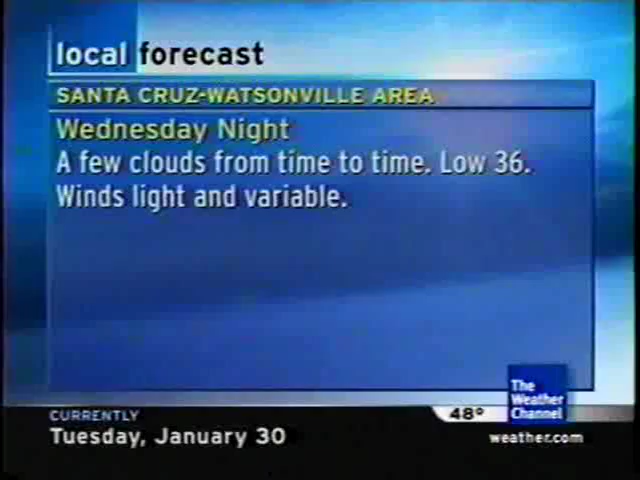 local forecast
SANTA CRUZ-WATSONVILLE AREA
Wednesday Night
A few clouds from time to time. Low 36.
Winds light and variable.
CURRENTLY
Tuesday, January 30
48°
The
Weather
Channel
weather.com